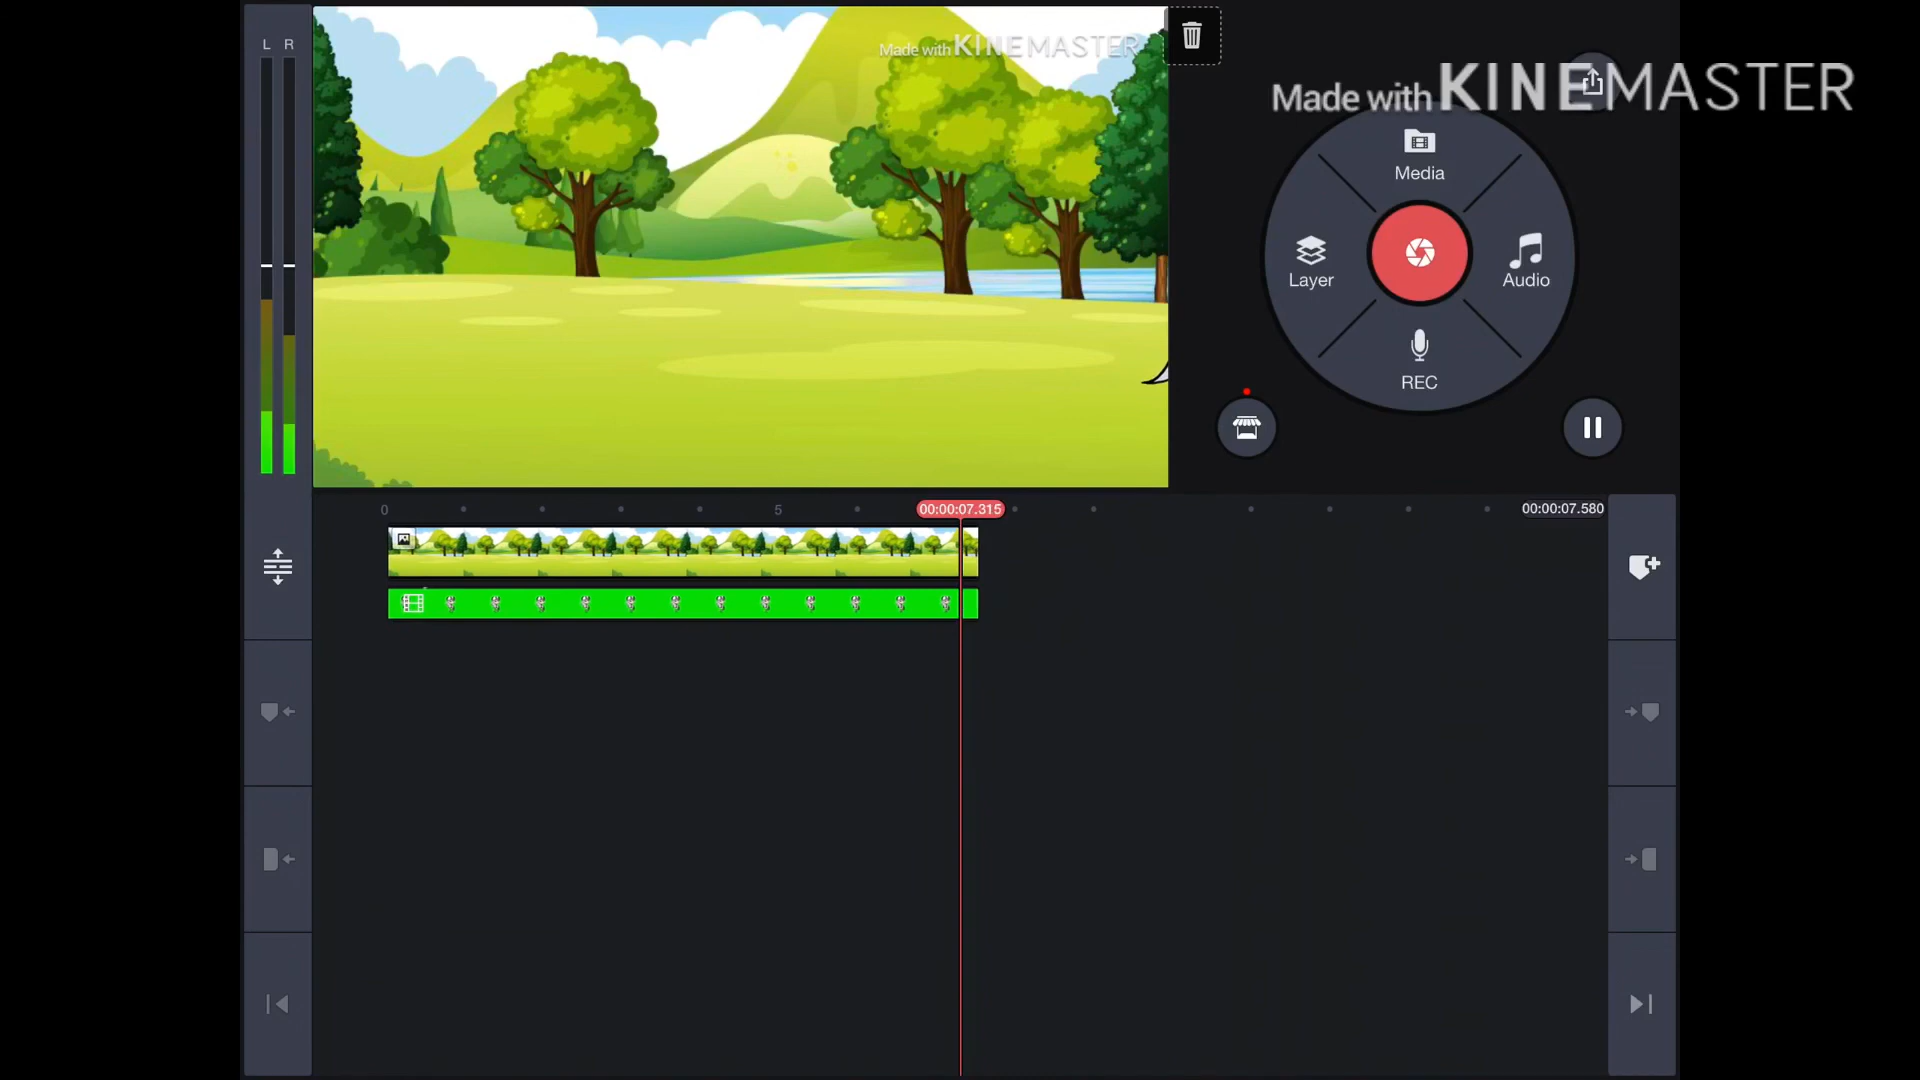 L R
Made with KINEMASTER
Made with KINEMASTER
Media
Layer
Audio
REC
0
5
00:00:07.315
00:00:07.580